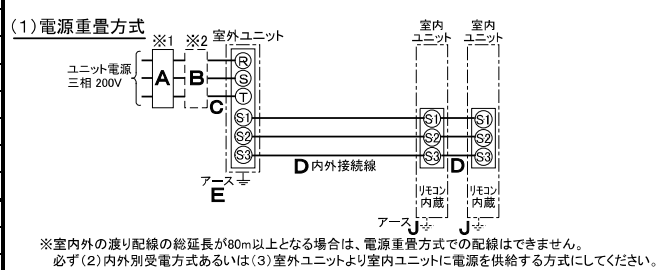 (1)電源重畳方式
※1 ※2 室外ユニット 室内ユニット 室内ユニット
ユニット電源
三相 200V
A B C
R
S
T
S1 S1 S1
S2 S2 S2
S3 S3 S3
D内外接続線 D
アース
E
リモコン内蔵 リモコン内蔵
アース J J
※室内外の渡り配線の総延長が80m以上となる場合は、電源重畳方式での配線はできません。
必ず(2)内外別受電方式あるいは(3)室外ユニットより室内ユニットに電源を供給する方式にしてください。